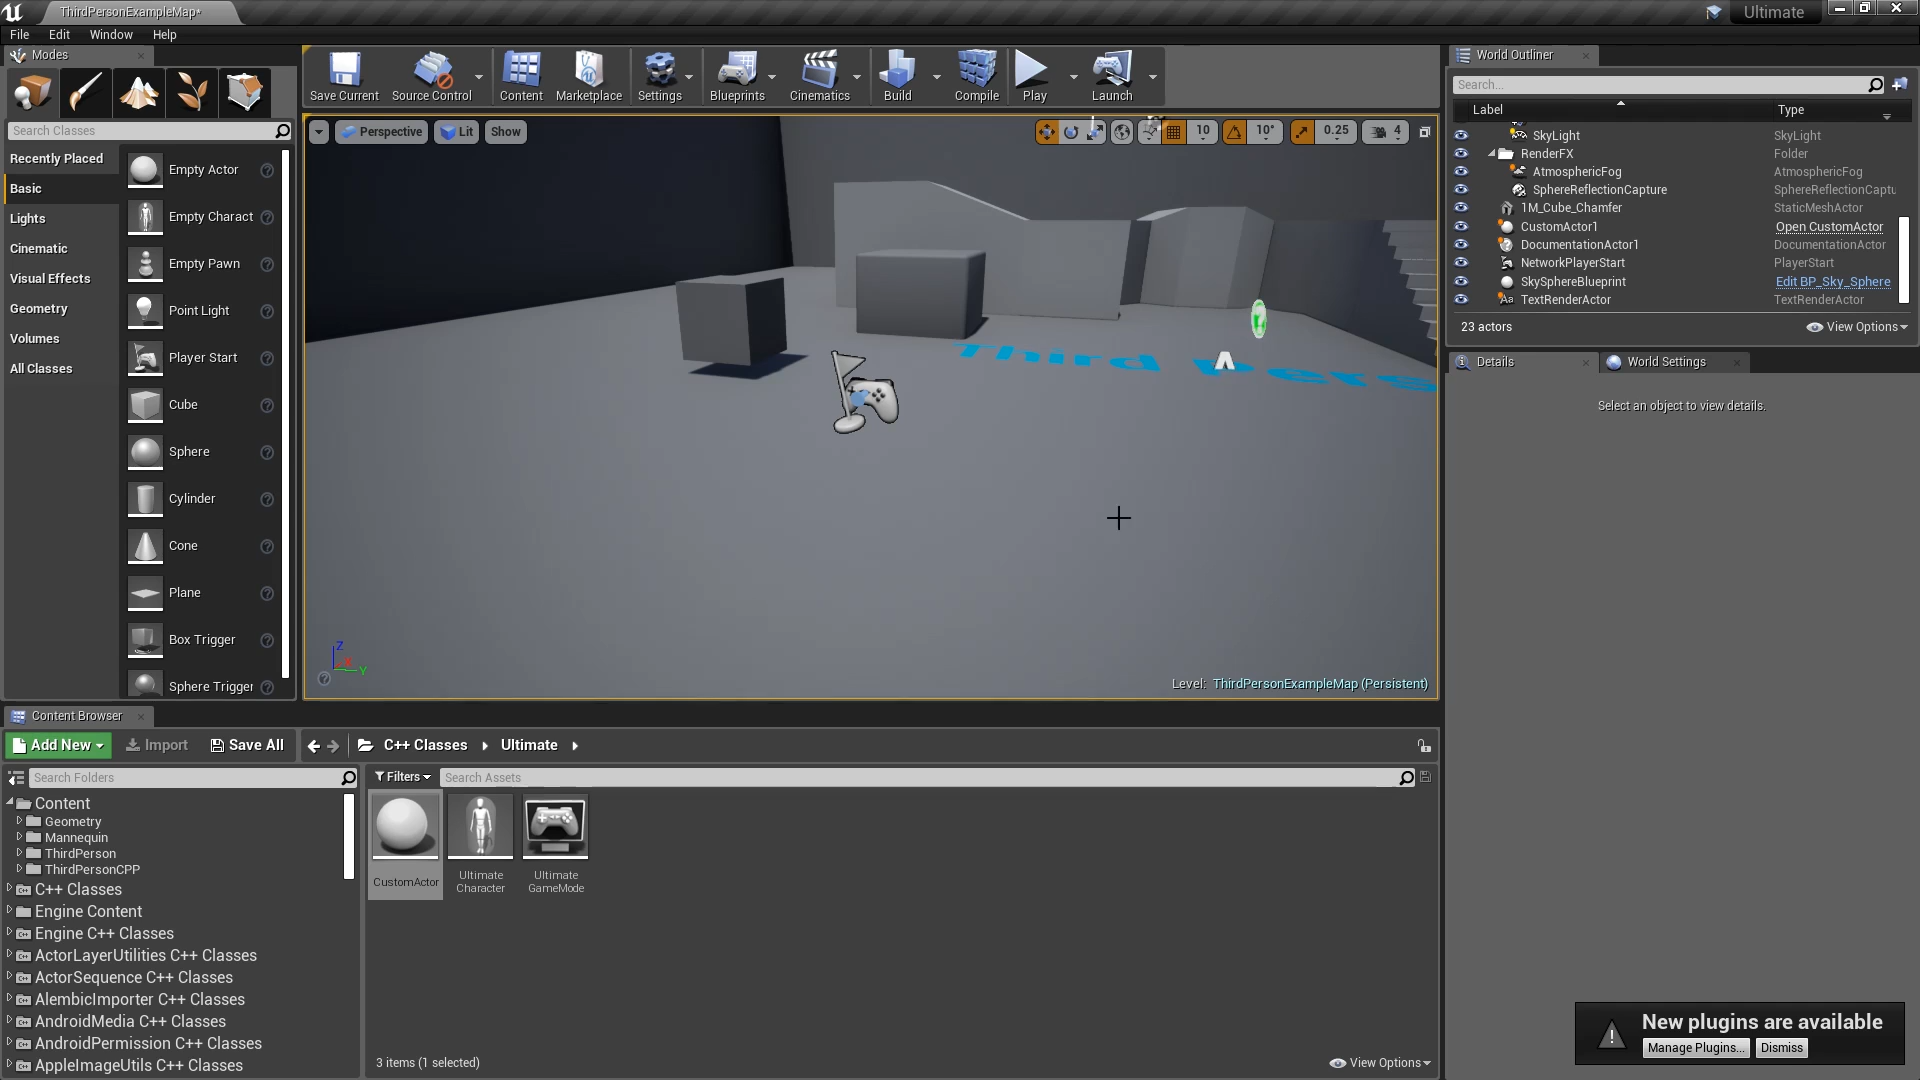 ThirdPersonExampleMap*
Ultimate
File Edit Window Help
Modes
Search Classes
Recently Placed
Basic
Lights
Cinematic
Visual Effects
Geometry
Volumes
All Classes
Empty Actor
Empty Charact
Empty Pawn
Point Light
Player Start
Cube
Sphere
Cylinder
Cone
Plane
Box Trigger
Sphere Trigger
Save Current Source Control Content Marketplace Settings Blueprints Cinematics Build Compile Play Launch
Perspective Lit Show
10 10° 0.25 4
Third Pers
Z
X
Y
Level: ThirdPersonExampleMap (Persistent)
World Outliner
Search...
Label Type
SkyLight SkyLight
RenderFX Folder
AtmosphericFog AtmosphericFog
SphereReflectionCapture SphereReflectionCaptu
1M_Cube_Chamfer StaticMeshActor
CustomActor1 Open CustomActor
DocumentationActor1 DocumentationActor
NetworkPlayerStart PlayerStart
SkySphereBlueprint Edit BP_Sky_Sphere
TextRenderActor TextRenderActor
23 actors View Options
Details World Settings
Select an object to view details.
Content Browser
Add New Import Save All C++ Classes Ultimate
Search Folders
Content
Geometry
Mannequin
ThirdPerson
ThirdPersonCPP
C++ Classes
Engine Content
Engine C++ Classes
ActorLayerUtilities C++ Classes
ActorSequence C++ Classes
AlembicImporter C++ Classes
AndroidMedia C++ Classes
AndroidPermission C++ Classes
AppleImageUtils C++ Classes
Filters Search Assets
CustomActor
Ultimate
Character
Ultimate
GameMode
3 items (1 selected) View Options
New plugins are available
Manage Plugins... Dismiss